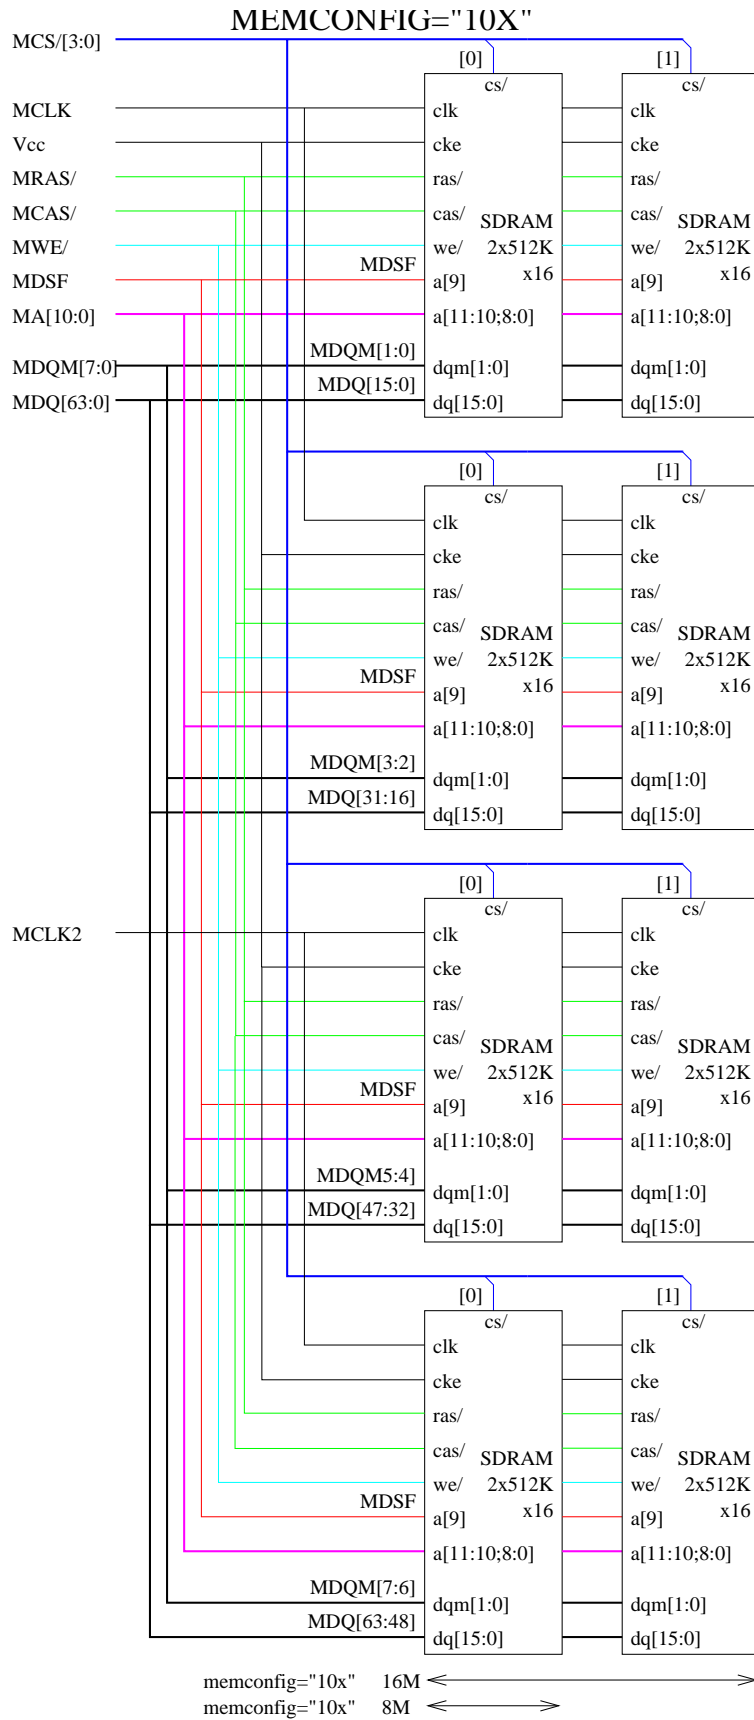 MEMCONFIG="10X"
MCS/[3:0]
[0] [1]
cs/ cs/
MCLK clk clk
Vcc cke cke
MRAS/ ras/ ras/
MCAS/ cas/ SDRAM cas/ SDRAM
MWE/ we/ 2x512K we/ 2x512K
MDSF MDSF a[9] x16 a[9] x16
MA[10:0] a[11:10;8:0] a[11:10;8:0]
MDQM[7:0] MDQM[1:0] dqm[1:0] dqm[1:0]
MDQ[63:0] MDQ[15:0] dq[15:0] dq[15:0]
[0] [1]
cs/ cs/
clk clk
cke cke
ras/ ras/
cas/ SDRAM cas/ SDRAM
we/ 2x512K we/ 2x512K
MDSF a[9] x16 a[9] x16
a[11:10;8:0] a[11:10;8:0]
MDQM[3:2] dqm[1:0] dqm[1:0]
MDQ[31:16] dq[15:0] dq[15:0]
[0] [1]
cs/ cs/
MCLK2 clk clk
cke cke
ras/ ras/
cas/ SDRAM cas/ SDRAM
we/ 2x512K we/ 2x512K
MDSF a[9] x16 a[9] x16
a[11:10;8:0] a[11:10;8:0]
MDQM5:4] dqm[1:0] dqm[1:0]
MDQ[47:32] dq[15:0] dq[15:0]
[0] [1]
cs/ cs/
clk clk
cke cke
ras/ ras/
cas/ SDRAM cas/ SDRAM
we/ 2x512K we/ 2x512K
MDSF a[9] x16 a[9] x16
a[11:10;8:0] a[11:10;8:0]
MDQM[7:6] dqm[1:0] dqm[1:0]
MDQ[63:48] dq[15:0] dq[15:0]
memconfig="10x" 16M
memconfig="10x" 8M